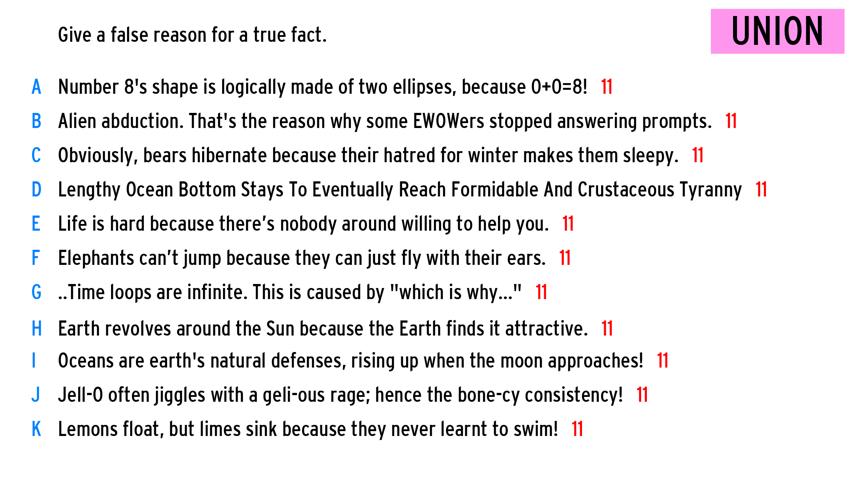 Give a false reason for a true fact.
UNION
A Number 8's shape is logically made of two ellipses, because 0+0=8! 11
B Alien abduction. That's the reason why some EWOWers stopped answering prompts. 11
C Obviously, bears hibernate because their hatred for winter makes them sleepy. 11
D Lengthy Ocean Bottom Stays To Eventually Reach Formidable And Crustaceous Tyranny 11
E Life is hard because there’s nobody around willing to help you. 11
F Elephants can’t jump because they can just fly with their ears. 11
G ..Time loops are infinite. This is caused by "which is why..." 11
H Earth revolves around the Sun because the Earth finds it attractive. 11
I Oceans are earth's natural defenses, rising up when the moon approaches! 11
J Jell-O often jiggles with a geli-ous rage; hence the bone-cy consistency! 11
K Lemons float, but limes sink because they never learnt to swim! 11